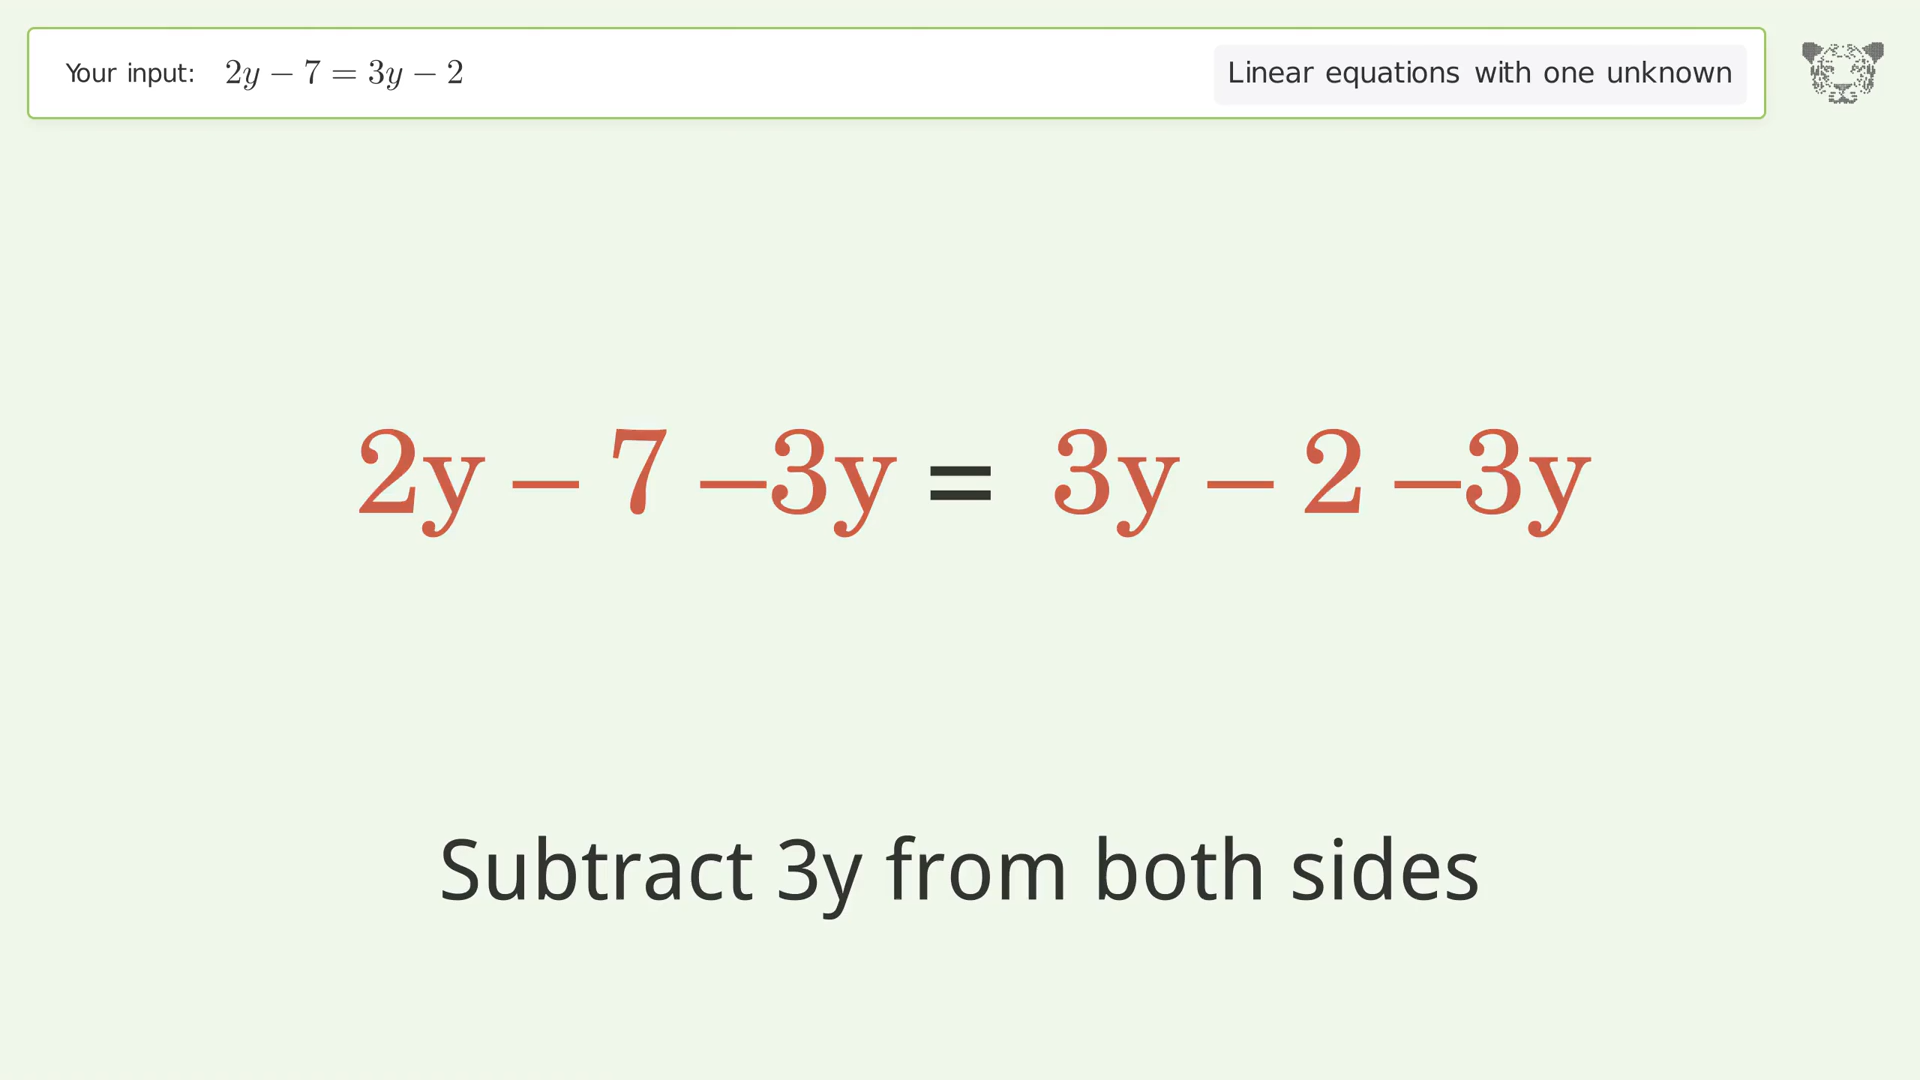 Your input: 2y − 7 = 3y − 2
Linear equations with one unknown
2y − 7 −3y = 3y − 2 −3y
Subtract 3y from both sides